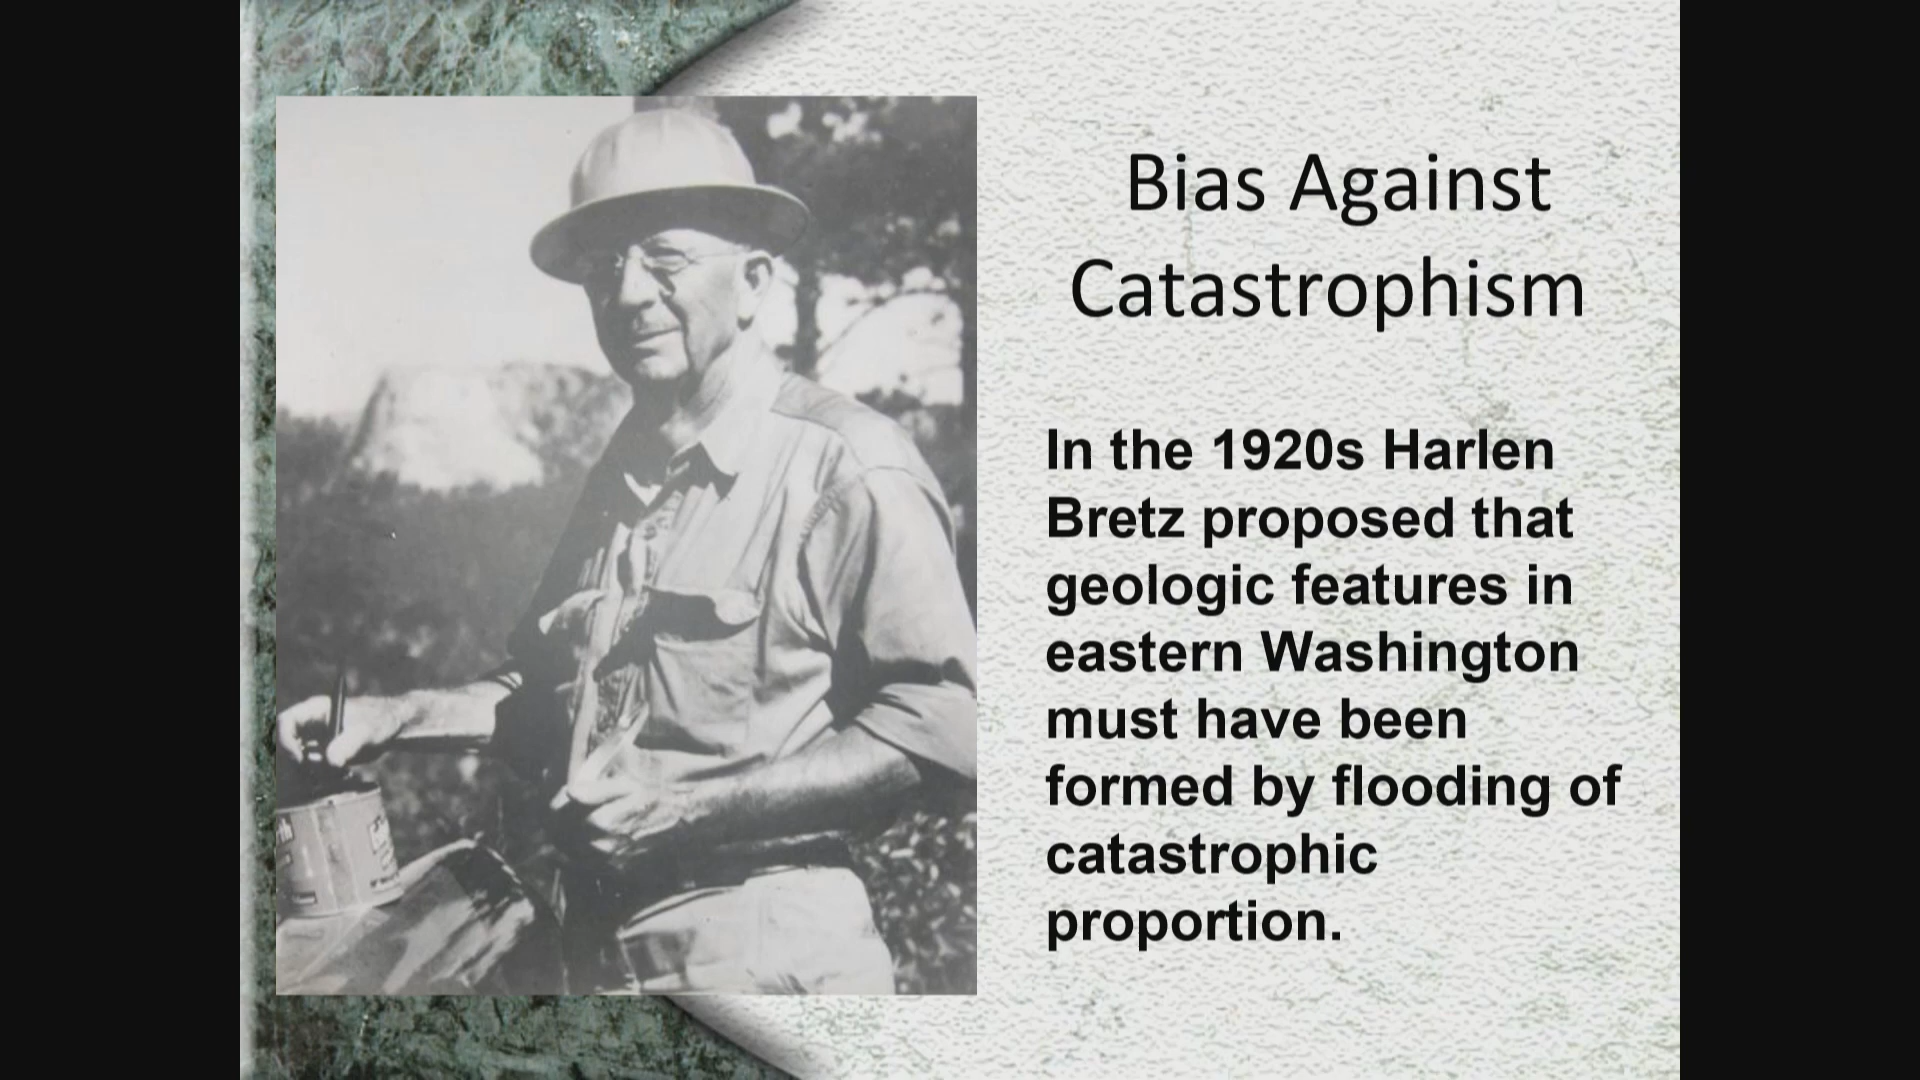 Bias Against
Catastrophism
In the 1920s Harlen
Bretz proposed that
geologic features in
eastern Washington
must have been
formed by flooding of
catastrophic
proportion.